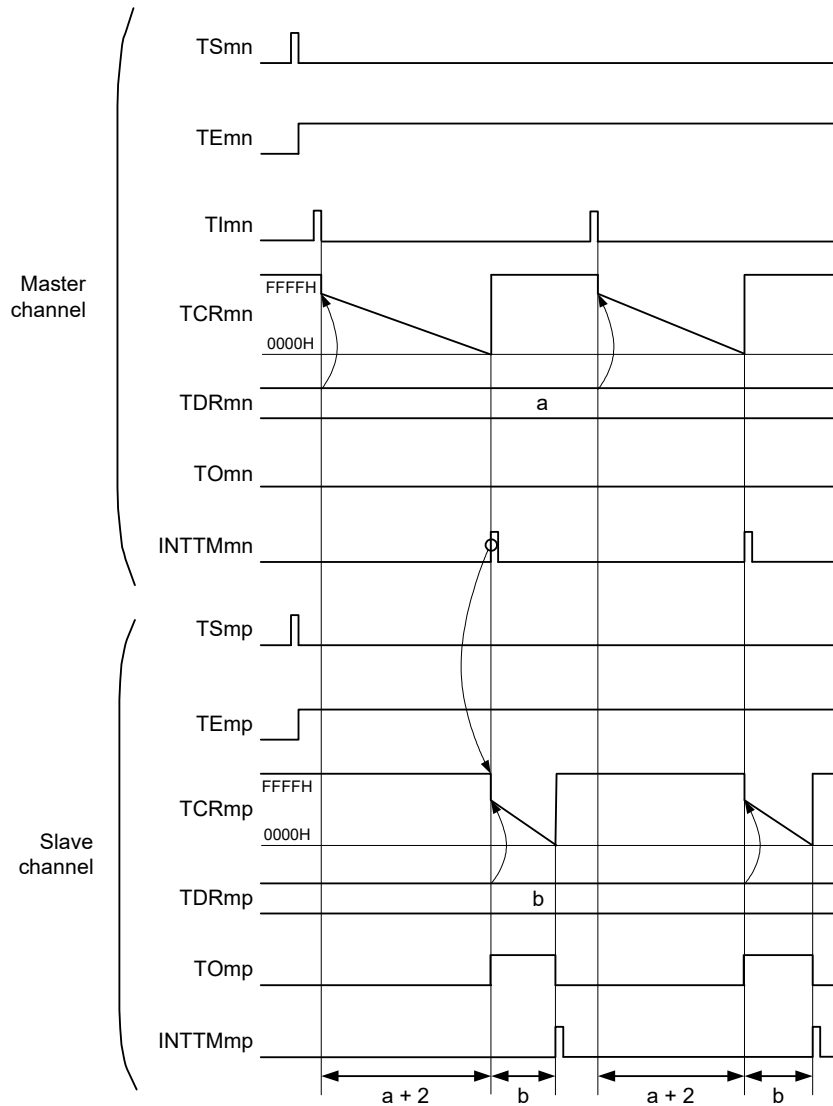 TSmn
TEmn
TImn
Master
channel
FFFFH
TCRmn
0000H
TDRmn
a
TOmn
INTTMmn
TSmp
TEmp
FFFFH
TCRmp
Slave
channel
0000H
TDRmp
b
TOmp
INTTMmp
a + 2 b a + 2 b